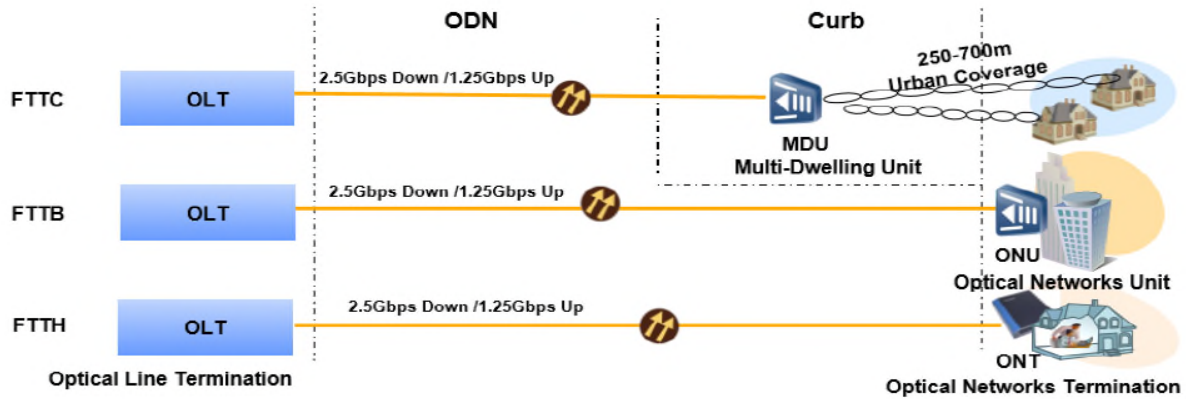 ODN
Curb
250-700m
Urban Coverage
2.5Gbps Down /1.25Gbps Up
FTTC
OLT
MDU
Multi-Dwelling Unit
2.5Gbps Down /1.25Gbps Up
FTTB
OLT
ONU
Optical Networks Unit
2.5Gbps Down /1.25Gbps Up
FTTH
OLT
ONT
Optical Line Termination
Optical Networks Termination